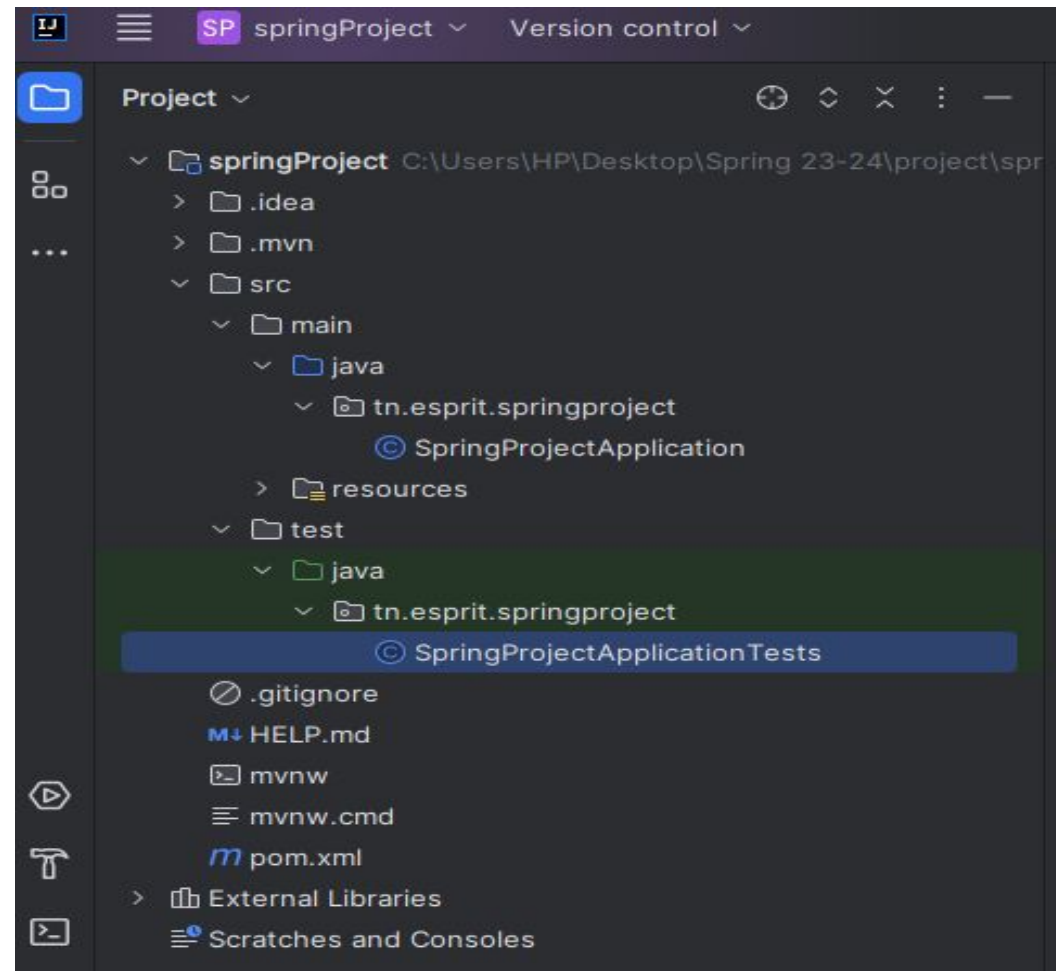 IJ SP springProject Version control
Project
springProject C:\Users\HP\Desktop\Spring 23-24\project\spr
.idea
.mvn
src
main
java
tn.esprit.springproject
SpringProjectApplication
resources
test
java
tn.esprit.springproject
SpringProjectApplicationTests
.gitignore
M↓ HELP.md
mvnw
mvnw.cmd
m pom.xml
External Libraries
Scratches and Consoles